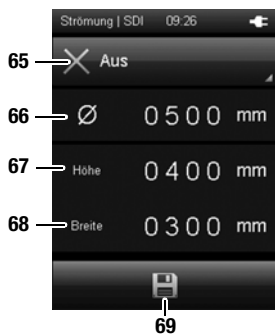 Strömung | SDI 09:26
65 Aus
66 Ø 0500 mm
67 Höhe 0400 mm
68 Breite 0300 mm
69